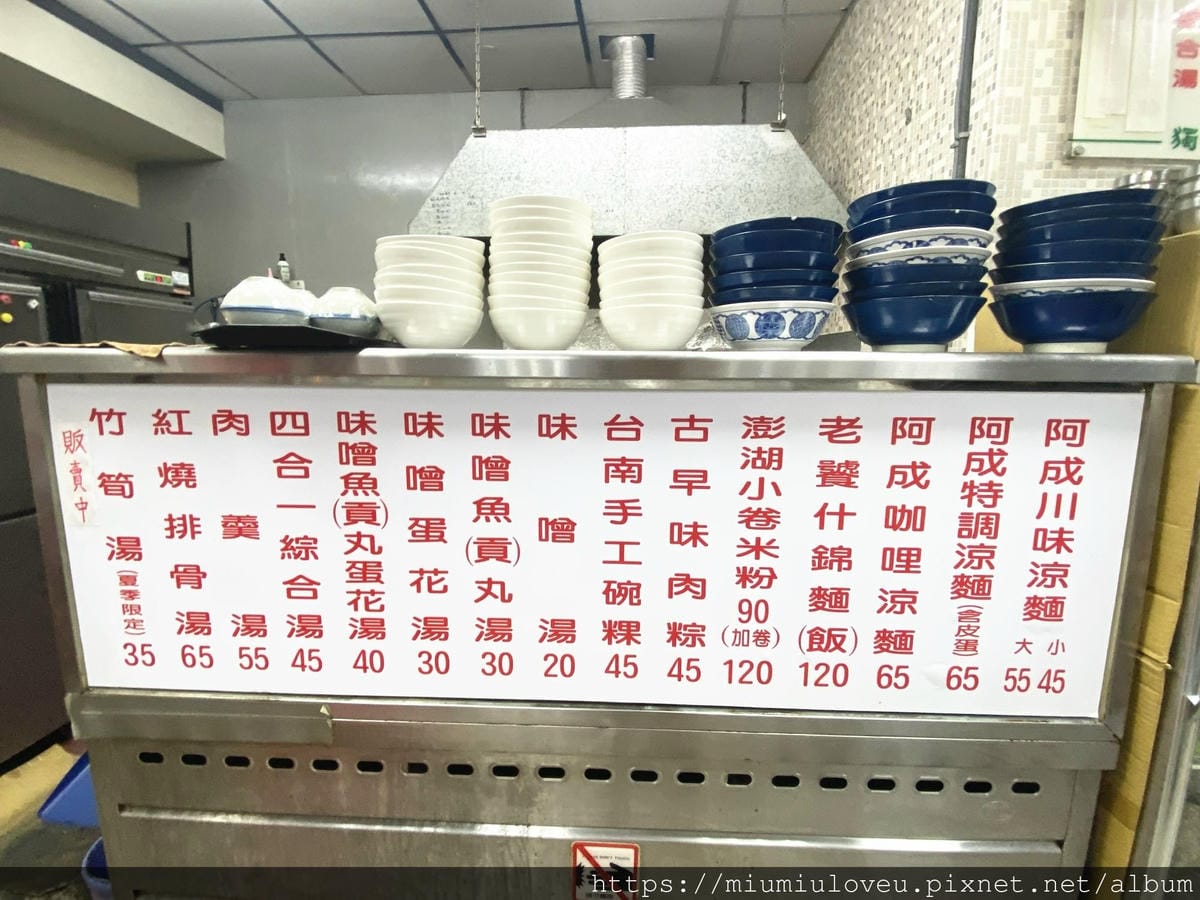 阿成川味涼麵 大55 小45
阿成特調涼麵(含皮蛋) 65
阿成咖哩涼麵 65
老饕什錦麵(飯) 120
澎湖小卷米粉90 (加卷) 120
古早味肉粽 45
台南手工碗粿 45
味噌湯 20
味噌魚(貢)丸湯 30
味噌蛋花湯 30
味噌魚(貢)丸蛋花湯 40
四合一綜合湯 45
肉羹湯 55
紅燒排骨湯 65
竹筍湯(夏季限定) 35
販賣中
合湯
獨
https://miumiuloveu.pixnet.net/album